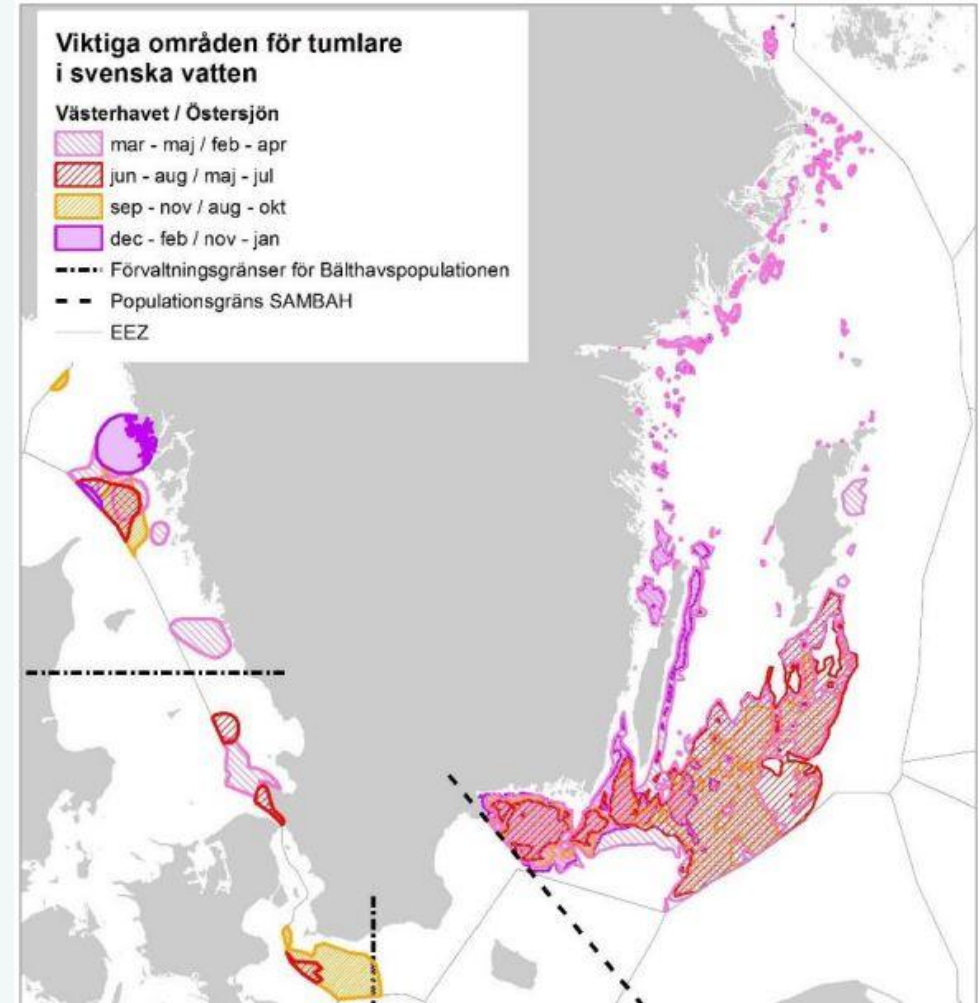 Viktiga områden för tumlare
i svenska vatten
Västerhavet / Östersjön
mar - maj / feb - apr
jun - aug / maj - jul
sep - nov / aug - okt
dec - feb / nov - jan
Förvaltningsgränser för Bälthavspopulationen
Populationsgräns SAMBAH
EEZ